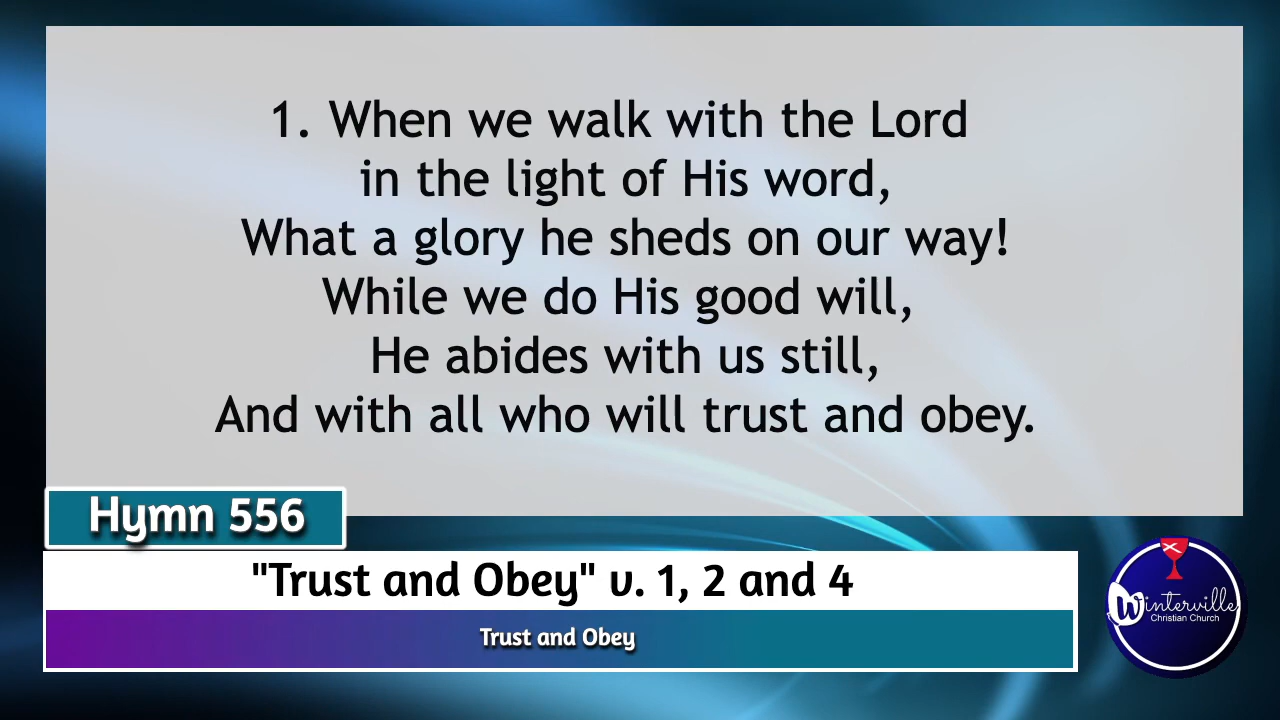 1. When we walk with the Lord
in the light of His word,
What a glory he sheds on our way!
While we do His good will,
He abides with us still,
And with all who will trust and obey.
Hymn 556
"Trust and Obey" v. 1, 2 and 4
Trust and Obey
Winterville
Christian Church